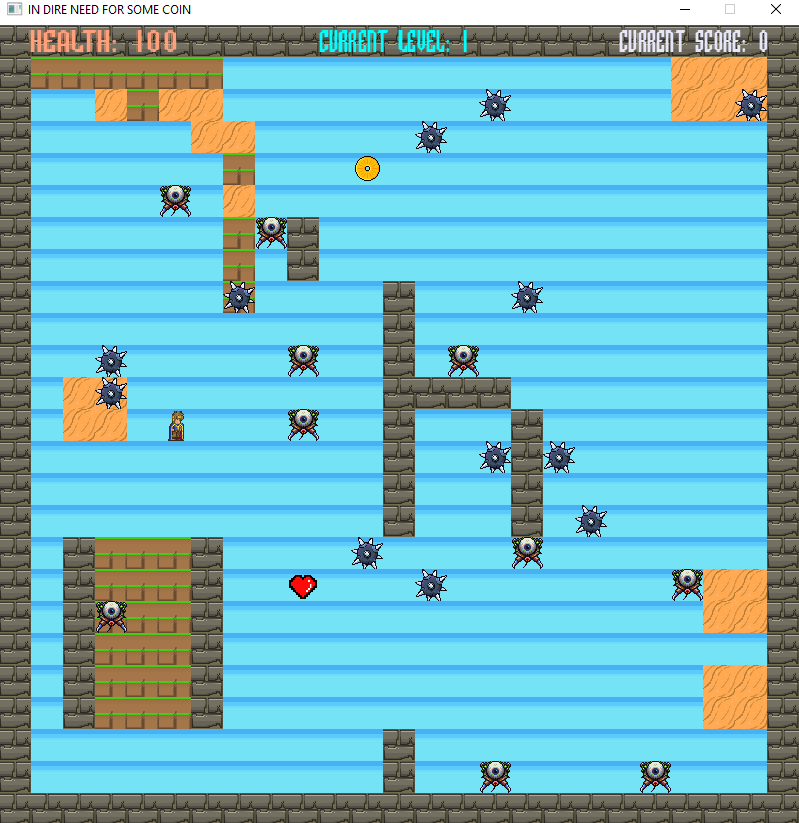 IN DIRE NEED FOR SOME COIN
HEALTH: 100 CURRENT LEVEL: 1 CURRENT SCORE: 0